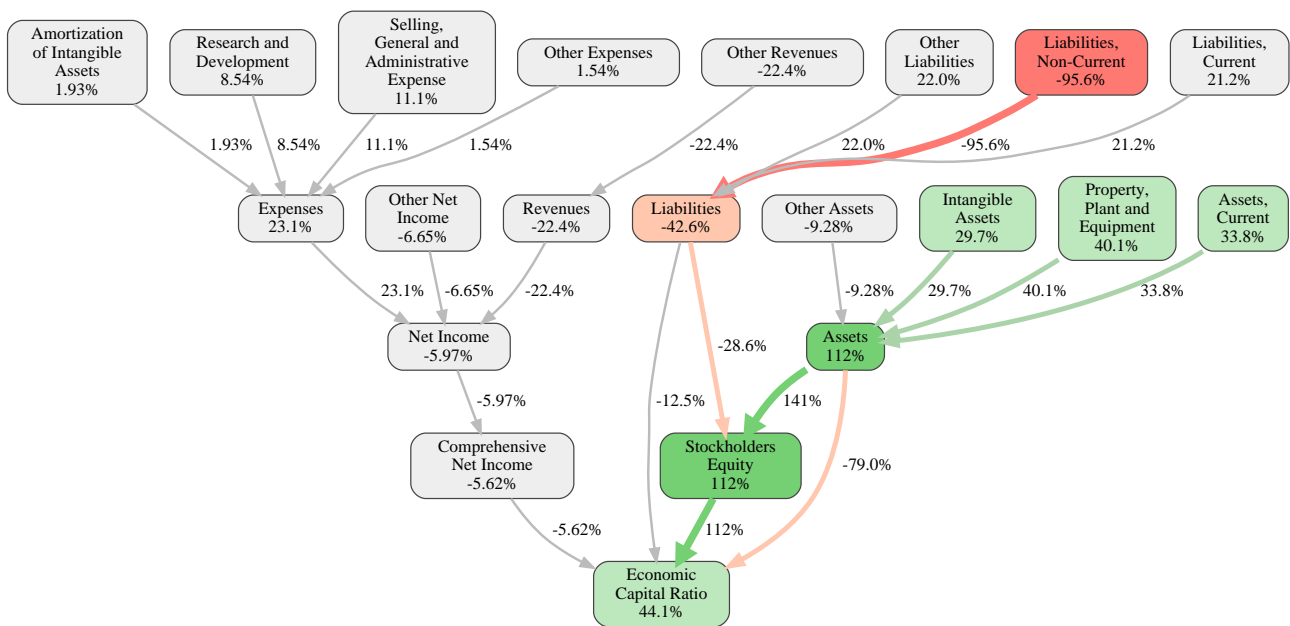 Amortization
of Intangible
Assets
1.93%
Research and
Development
8.54%
Selling,
General and
Administrative
Expense
11.1%
Other Expenses
1.54%
Other Revenues
-22.4%
Other
Liabilities
22.0%
Liabilities,
Non-Current
-95.6%
Liabilities,
Current
21.2%
1.93%
8.54%
11.1%
1.54%
-22.4%
22.0%
-95.6%
21.2%
Expenses
23.1%
Other Net
Income
-6.65%
Revenues
-22.4%
Liabilities
-42.6%
Other Assets
-9.28%
Intangible
Assets
29.7%
Property,
Plant and
Equipment
40.1%
Assets,
Current
33.8%
23.1%
-6.65%
-22.4%
-9.28%
29.7%
40.1%
33.8%
Net Income
-5.97%
-28.6%
Assets
112%
-5.97%
-12.5%
141%
Comprehensive
Net Income
-5.62%
Stockholders
Equity
112%
-79.0%
-5.62%
112%
Economic
Capital Ratio
44.1%